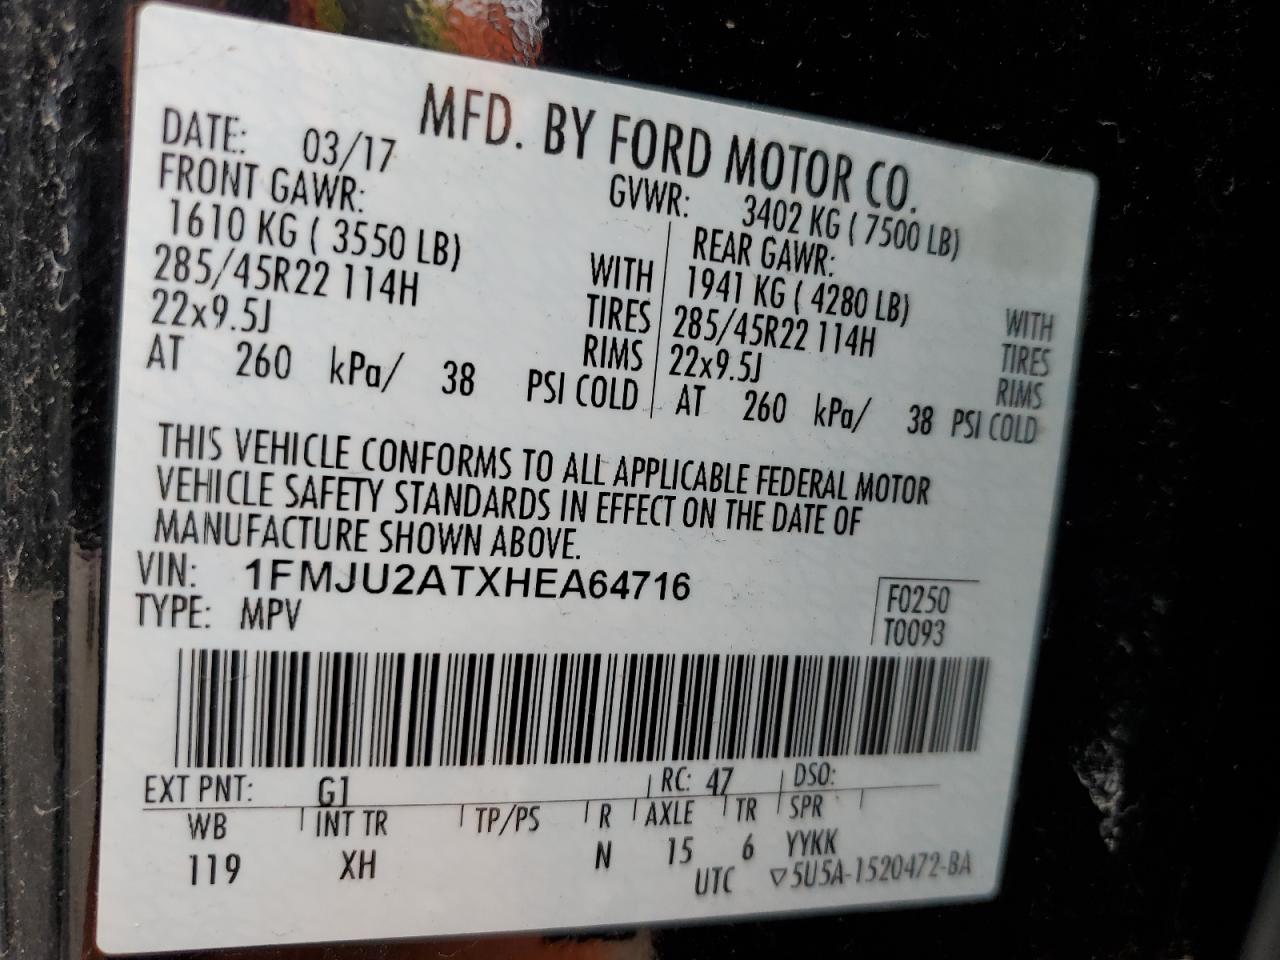 MFD. BY FORD MOTOR CO.
DATE: 03/17
GVWR: 3402 KG ( 7500 LB)
FRONT GAWR:
1610 KG ( 3550 LB) WITH
285/45R22 114H TIRES
22x9.5J RIMS
AT 260 kPa/ 38 PSI COLD
REAR GAWR:
1941 KG ( 4280 LB) WITH
285/45R22 114H TIRES
22x9.5J RIMS
AT 260 kPa/ 38 PSI COLD
THIS VEHICLE CONFORMS TO ALL APPLICABLE FEDERAL MOTOR
VEHICLE SAFETY STANDARDS IN EFFECT ON THE DATE OF
MANUFACTURE SHOWN ABOVE.
VIN: 1FMJU2ATXHEA64716
TYPE: MPV
F0250
T0093
EXT PNT: G1 RC: 47 DSO:
WB INT TR TP/PS R AXLE TR SPR
119 XH N 15 6 YYKK
UTC ▽5U5A-1520472-BA